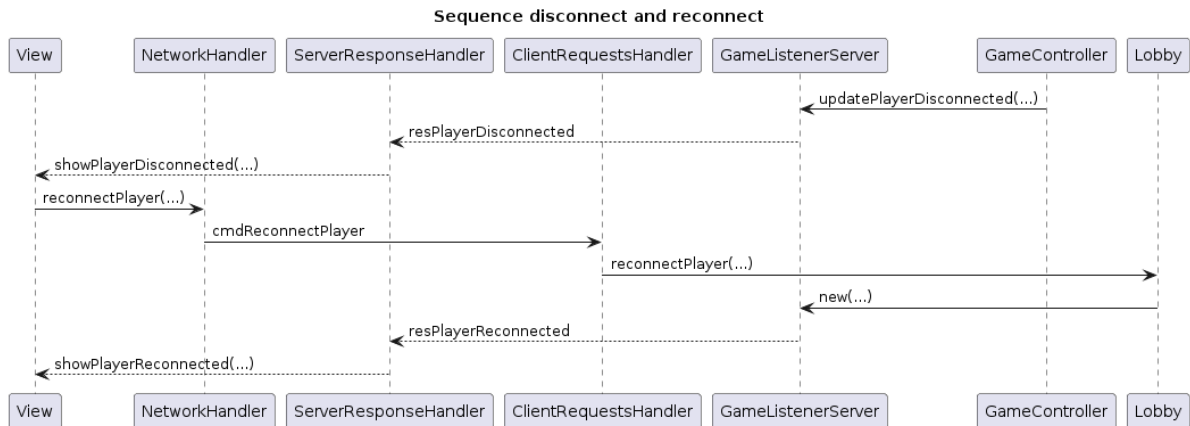 Sequence disconnect and reconnect
View NetworkHandler ServerResponseHandler ClientRequestsHandler GameListenerServer GameController Lobby
updatePlayerDisconnected(...)
resPlayerDisconnected
showPlayerDisconnected(...)
reconnectPlayer(...)
cmdReconnectPlayer
reconnectPlayer(...)
new(...)
resPlayerReconnected
showPlayerReconnected(...)
View NetworkHandler ServerResponseHandler ClientRequestsHandler GameListenerServer GameController Lobby